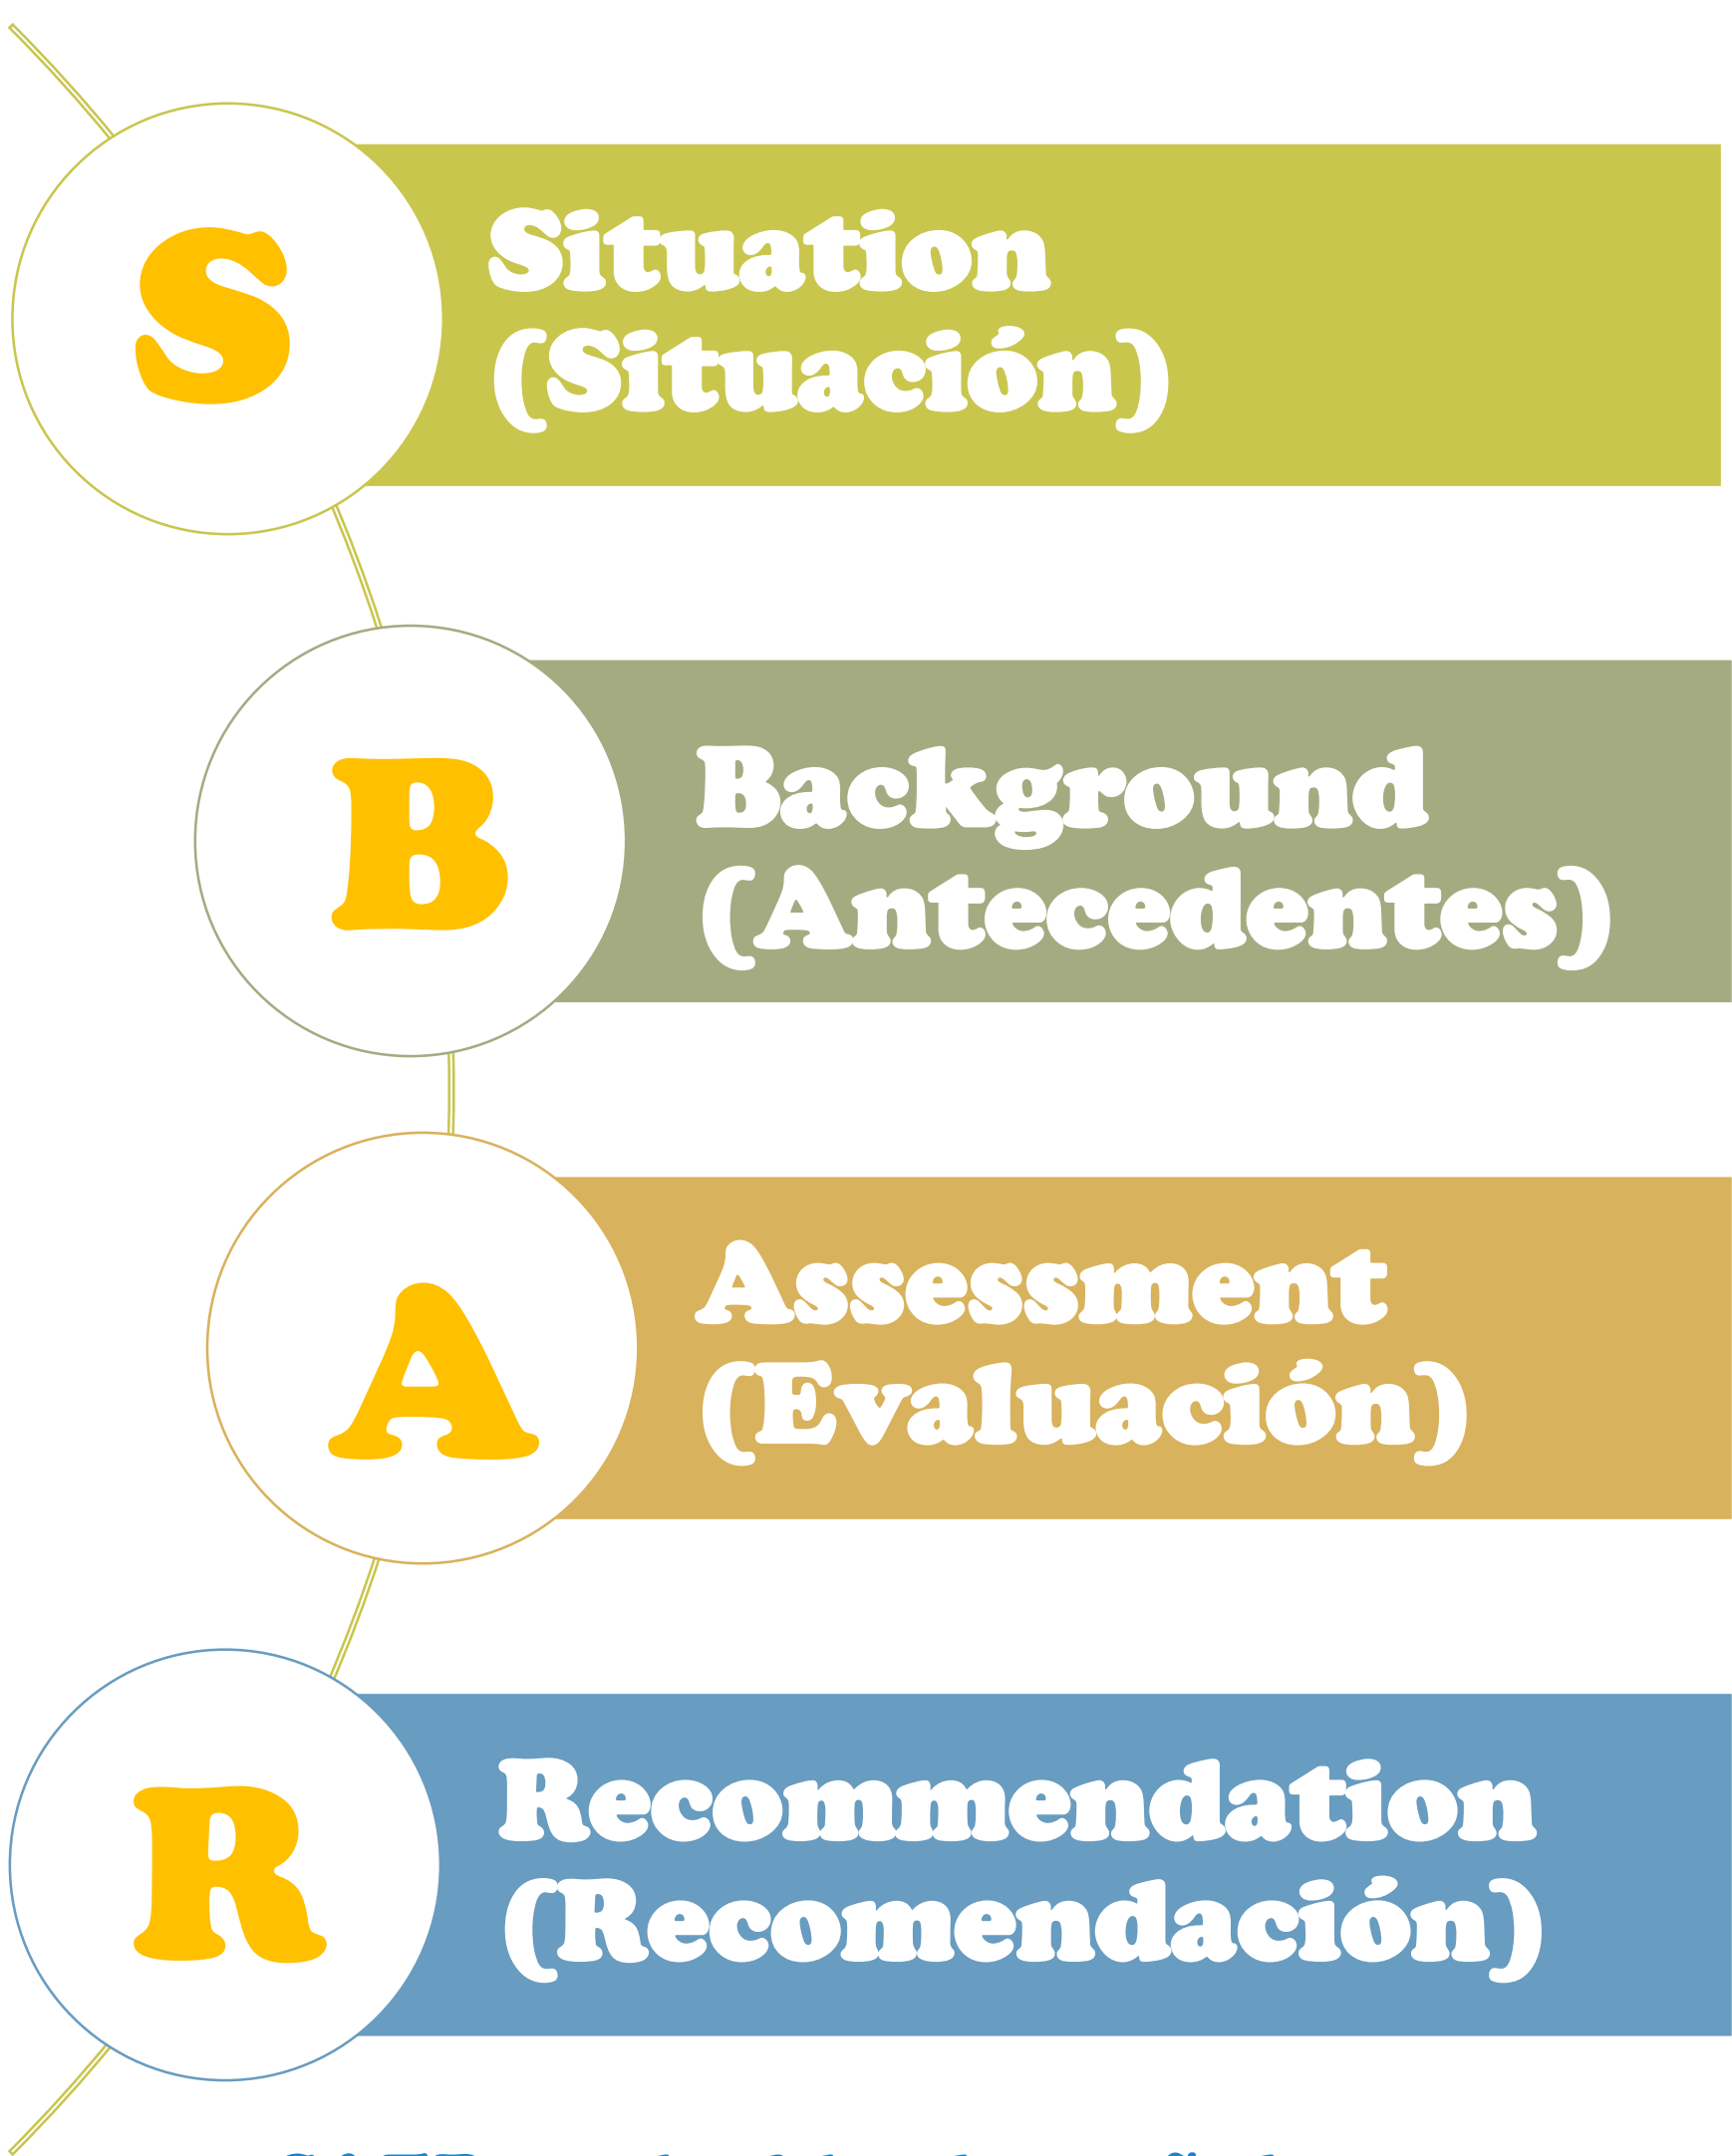 S
Situation
(Situación)
B
Background
(Antecedentes)
A
Assessment
(Evaluación)
R
Recommendation
(Recomendación)